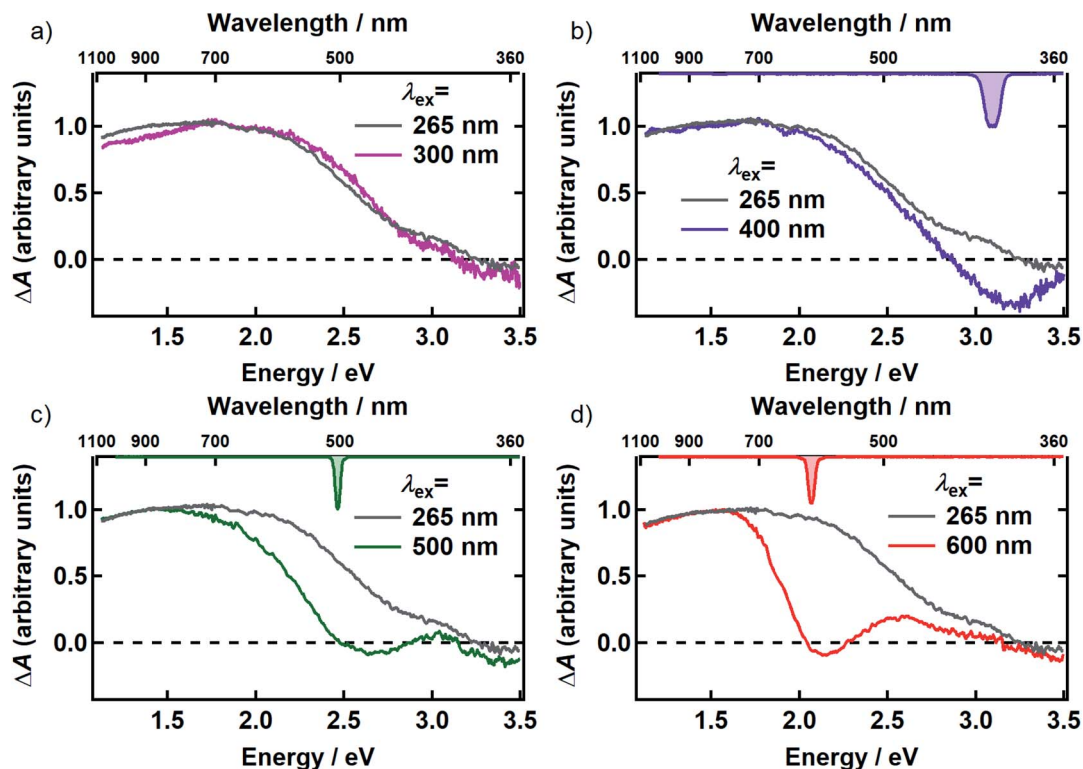 a)
Wavelength / nm
1100 900 700 500 360
λex=
265 nm
300 nm
ΔA (arbitrary units)
1.0
0.5
0.0
1.5 2.0 2.5 3.0 3.5
Energy / eV
b)
Wavelength / nm
1100 900 700 500 360
λex=
265 nm
400 nm
ΔA (arbitrary units)
1.0
0.5
0.0
1.5 2.0 2.5 3.0 3.5
Energy / eV
c)
Wavelength / nm
1100 900 700 500 360
λex=
265 nm
500 nm
ΔA (arbitrary units)
1.0
0.5
0.0
1.5 2.0 2.5 3.0 3.5
Energy / eV
d)
Wavelength / nm
1100 900 700 500 360
λex=
265 nm
600 nm
ΔA (arbitrary units)
1.0
0.5
0.0
1.5 2.0 2.5 3.0 3.5
Energy / eV